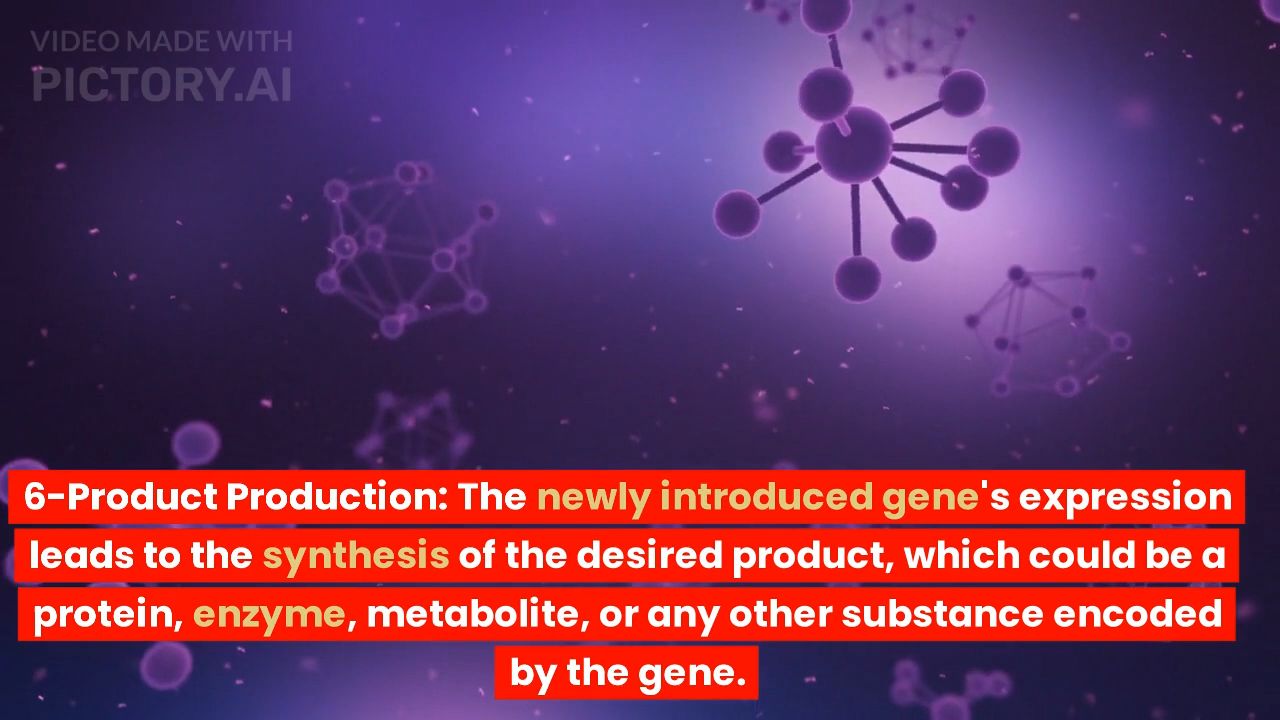 VIDEO MADE WITH
PICTORY.AI
6-Product Production: The newly introduced gene's expression
leads to the synthesis of the desired product, which could be a
protein, enzyme, metabolite, or any other substance encoded
by the gene.